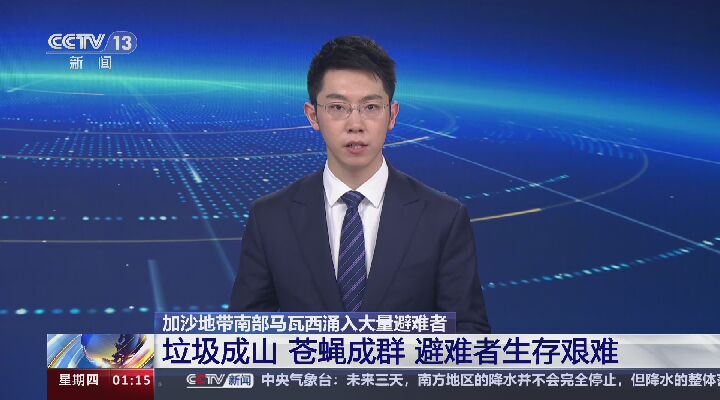 CCTV 13
新闻
加沙地带南部马瓦西涌入大量避难者
垃圾成山 苍蝇成群 避难者生存艰难
星期四 01:15 CCTV新闻 中央气象台：未来三天，南方地区的降水并不会完全停止，但降水的整体